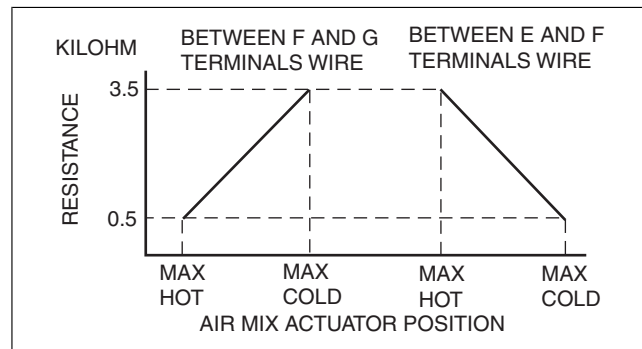 KILOHM
BETWEEN F AND G
TERMINALS WIRE
BETWEEN E AND F
TERMINALS WIRE
RESISTANCE
3.5
0.5
MAX
HOT
MAX
COLD
MAX
HOT
MAX
COLD
AIR MIX ACTUATOR POSITION